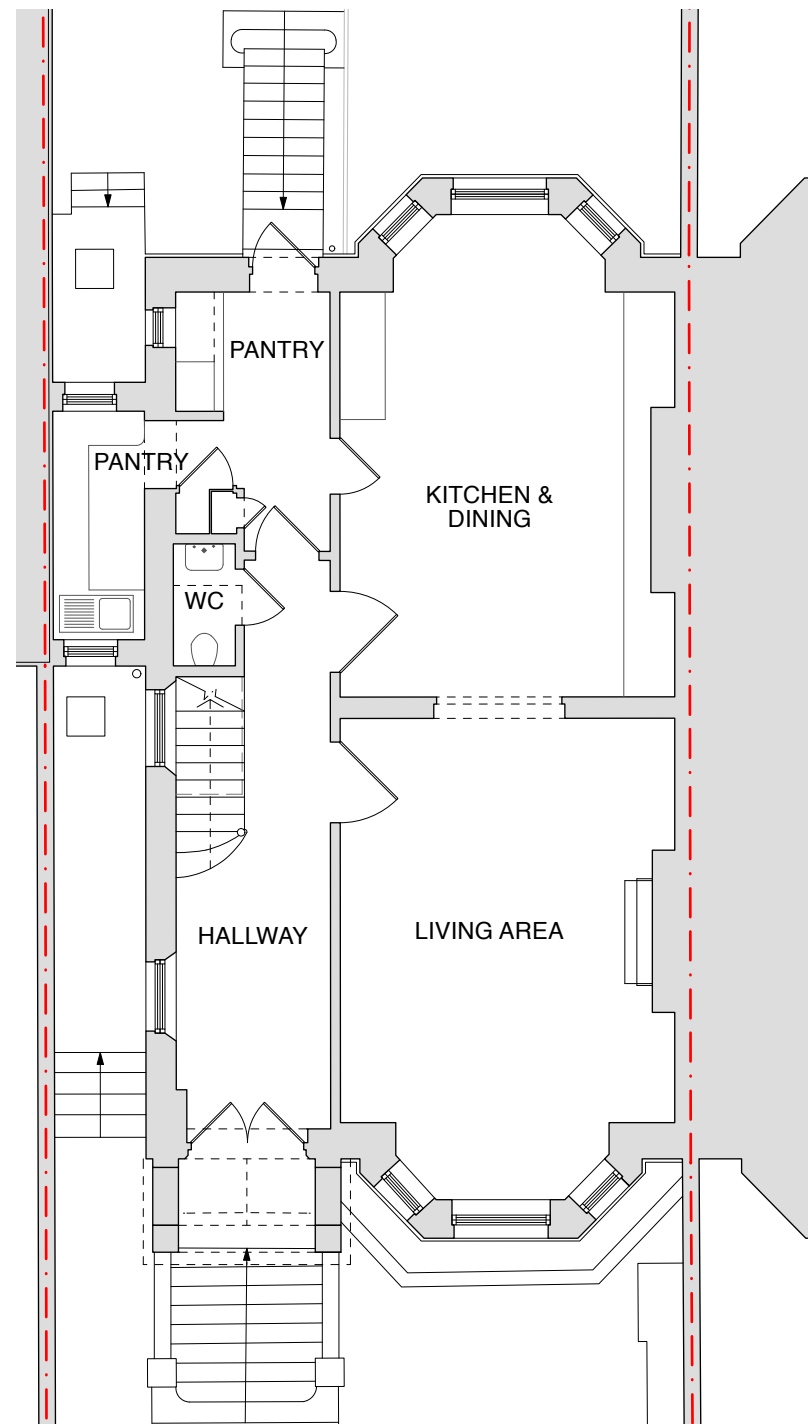 PANTRY
PANTRY
KITCHEN &
DINING
WC
HALLWAY
LIVING AREA